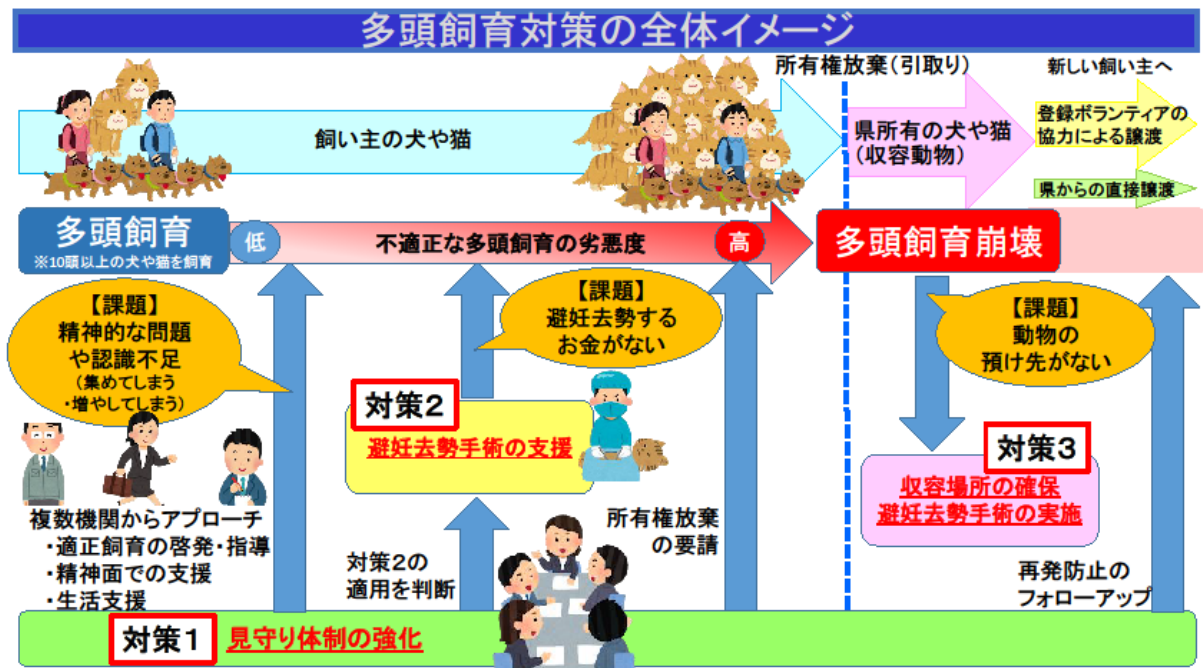 多頭飼育対策の全体イメージ
所有権放棄(引取り)
新しい飼い主へ
飼い主の犬や猫
県所有の犬や猫
(収容動物)
登録ボランティアの
協力による譲渡
県からの直接譲渡
多頭飼育
※10頭以上の犬や猫を飼育
低
不適正な多頭飼育の劣悪度
高
多頭飼育崩壊
【課題】
精神的な問題
や認識不足
(集めてしまう
・増やしてしまう)
【課題】
避妊去勢する
お金がない
【課題】
動物の
預け先がない
対策2
避妊去勢手術の支援
対策3
収容場所の確保
避妊去勢手術の実施
複数機関からアプローチ
・適正飼育の啓発・指導
・精神面での支援
・生活支援
対策2の
適用を判断
所有権放棄
の要請
再発防止の
フォローアップ
対策1
見守り体制の強化